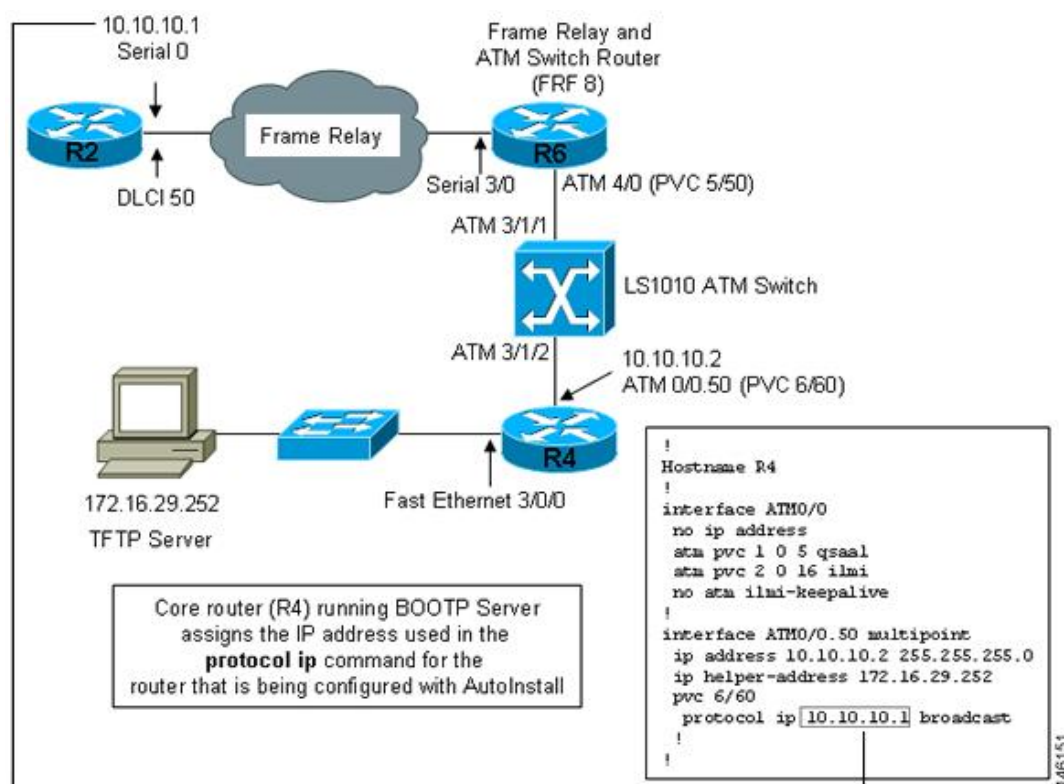 10.10.10.1
Serial 0
Frame Relay and
ATM Switch Router
(FRF 8)
R2
Frame Relay
R6
DLCI 50
Serial 3/0
ATM 4/0 (PVC 5/50)
ATM 3/1/1
LS1010 ATM Switch
ATM 3/1/2
10.10.10.2
ATM 0/0.50 (PVC 6/60)
R4
172.16.29.252
TFTP Server
Fast Ethernet 3/0/0
Core router (R4) running BOOTP Server
assigns the IP address used in the
protocol ip command for the
router that is being configured with AutoInstall
!
Hostname R4
!
interface ATM0/0
no ip address
atm pvc 1 0 5 qsaal
atm pvc 2 0 16 ilmi
no atm ilmi-keepalive
!
interface ATM0/0.50 multipoint
ip address 10.10.10.2 255.255.255.0
ip helper-address 172.16.29.252
pvc 6/60
protocol ip 10.10.10.1 broadcast
!
!